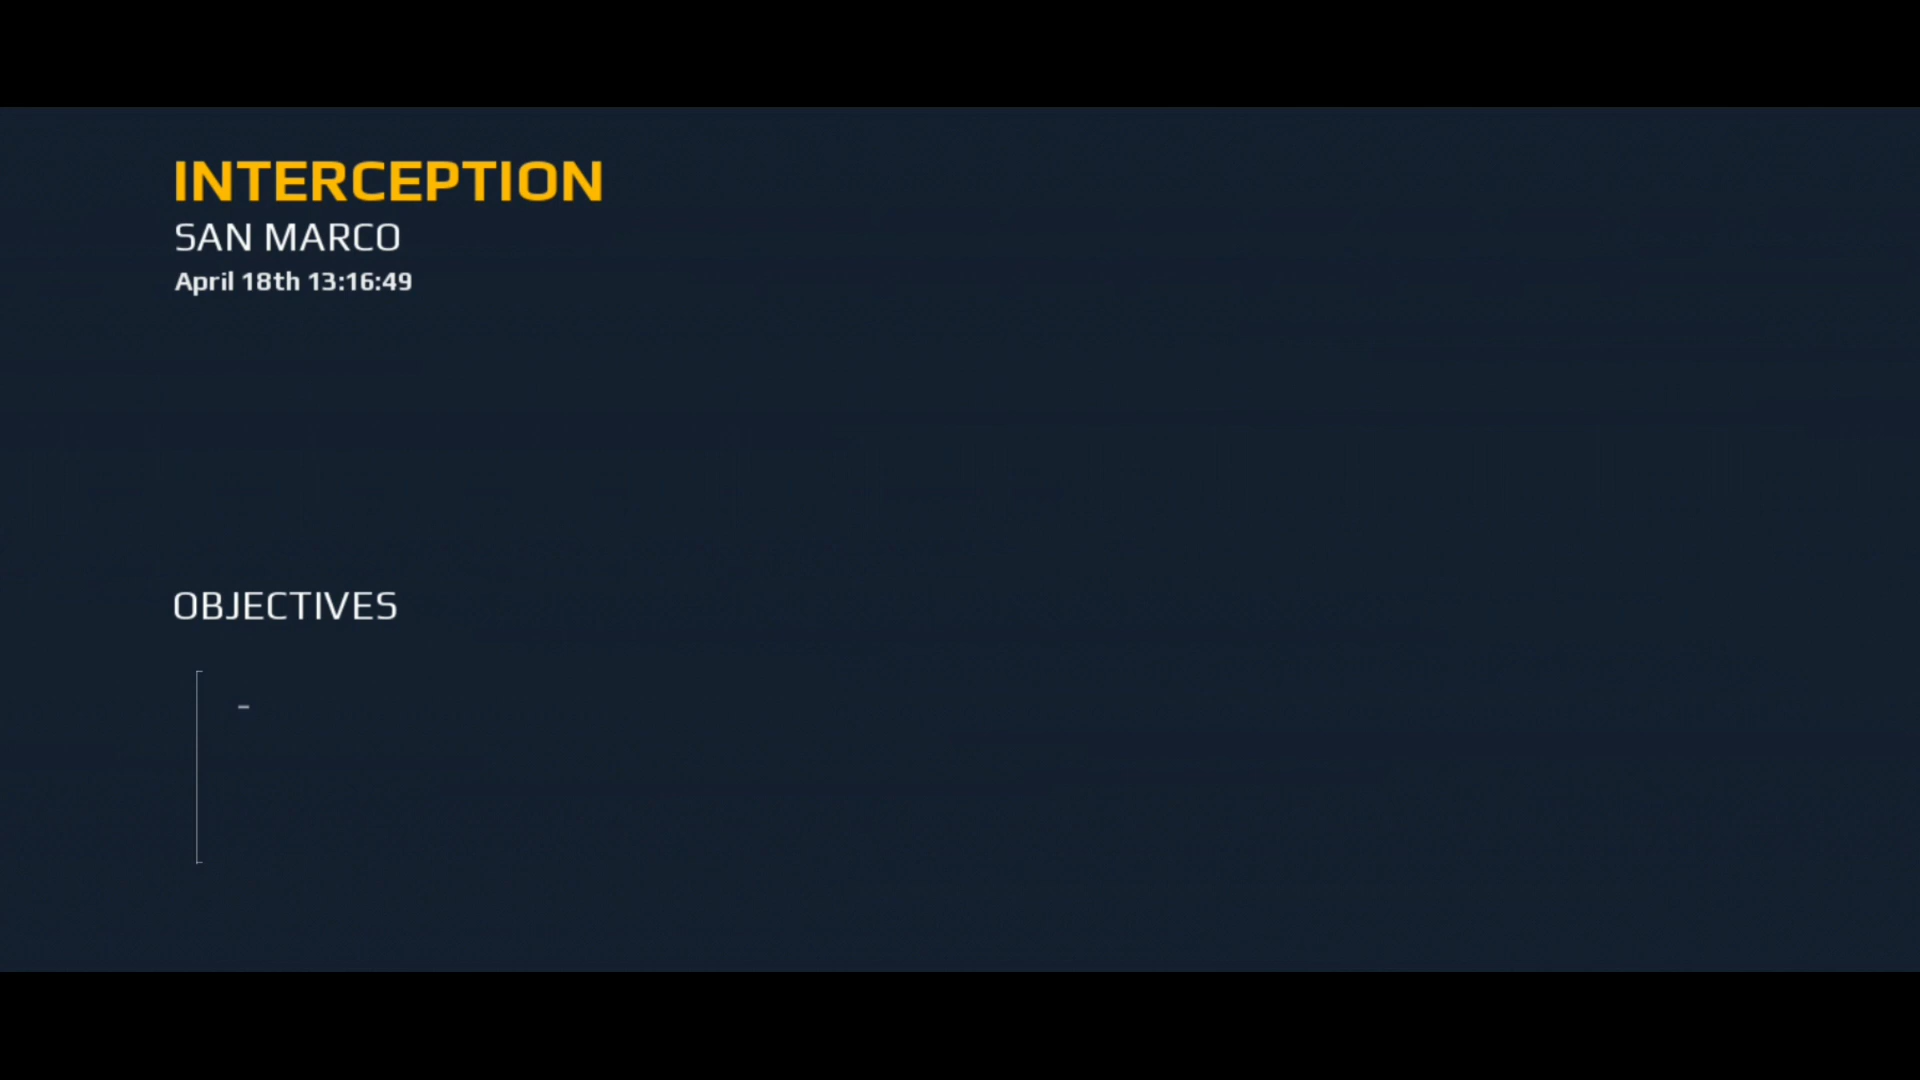 INTERCEPTION
SAN MARCO
April 18th 13:16:49
OBJECTIVES
-